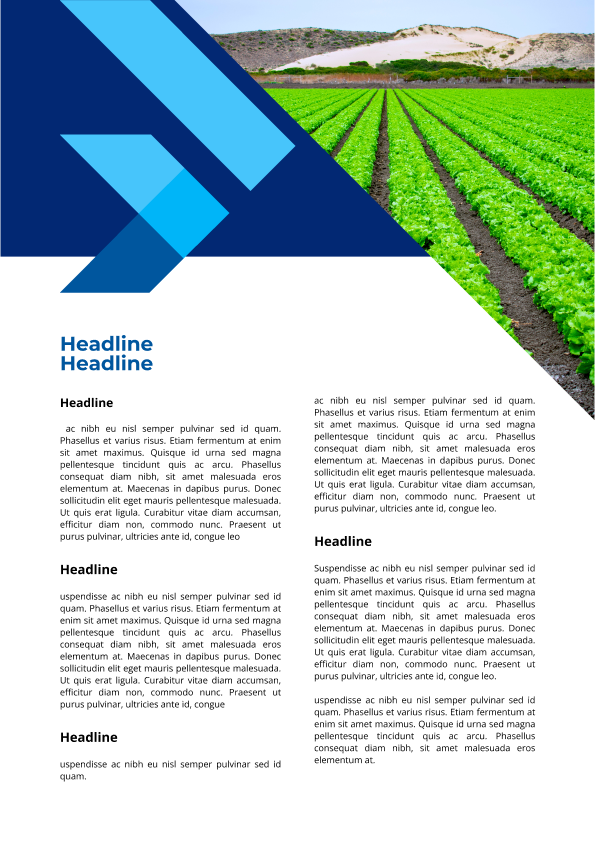 Headline
Headline
Headline
ac nibh eu nisl semper pulvinar sed id quam.
Phasellus et varius risus. Etiam fermentum at enim
sit amet maximus. Quisque id urna sed magna
pellentesque tincidunt quis ac arcu. Phasellus
consequat diam nibh, sit amet malesuada eros
elementum at. Maecenas in dapibus purus. Donec
sollicitudin elit eget mauris pellentesque malesuada.
Ut quis erat ligula. Curabitur vitae diam accumsan,
efficitur diam non, commodo nunc. Praesent ut
purus pulvinar, ultricies ante id, congue leo
Headline
uspendisse ac nibh eu nisl semper pulvinar sed id
quam. Phasellus et varius risus. Etiam fermentum at
enim sit amet maximus. Quisque id urna sed magna
pellentesque tincidunt quis ac arcu. Phasellus
consequat diam nibh, sit amet malesuada eros
elementum at. Maecenas in dapibus purus. Donec
sollicitudin elit eget mauris pellentesque malesuada.
Ut quis erat ligula. Curabitur vitae diam accumsan,
efficitur diam non, commodo nunc. Praesent ut
purus pulvinar, ultricies ante id, congue
Headline
uspendisse ac nibh eu nisl semper pulvinar sed id
quam.
ac nibh eu nisl semper pulvinar sed id quam.
Phasellus et varius risus. Etiam fermentum at enim
sit amet maximus. Quisque id urna sed magna
pellentesque tincidunt quis ac arcu. Phasellus
consequat diam nibh, sit amet malesuada eros
elementum at. Maecenas in dapibus purus. Donec
sollicitudin elit eget mauris pellentesque malesuada.
Ut quis erat ligula. Curabitur vitae diam accumsan,
efficitur diam non, commodo nunc. Praesent ut
purus pulvinar, ultricies ante id, congue leo.
Headline
Suspendisse ac nibh eu nisl semper pulvinar sed id
quam. Phasellus et varius risus. Etiam fermentum at
enim sit amet maximus. Quisque id urna sed magna
pellentesque tincidunt quis ac arcu. Phasellus
consequat diam nibh, sit amet malesuada eros
elementum at. Maecenas in dapibus purus. Donec
sollicitudin elit eget mauris pellentesque malesuada.
Ut quis erat ligula. Curabitur vitae diam accumsan,
efficitur diam non, commodo nunc. Praesent ut
purus pulvinar, ultricies ante id, congue leo.
uspendisse ac nibh eu nisl semper pulvinar sed id
quam. Phasellus et varius risus. Etiam fermentum at
enim sit amet maximus. Quisque id urna sed magna
pellentesque tincidunt quis ac arcu. Phasellus
consequat diam nibh, sit amet malesuada eros
elementum at.